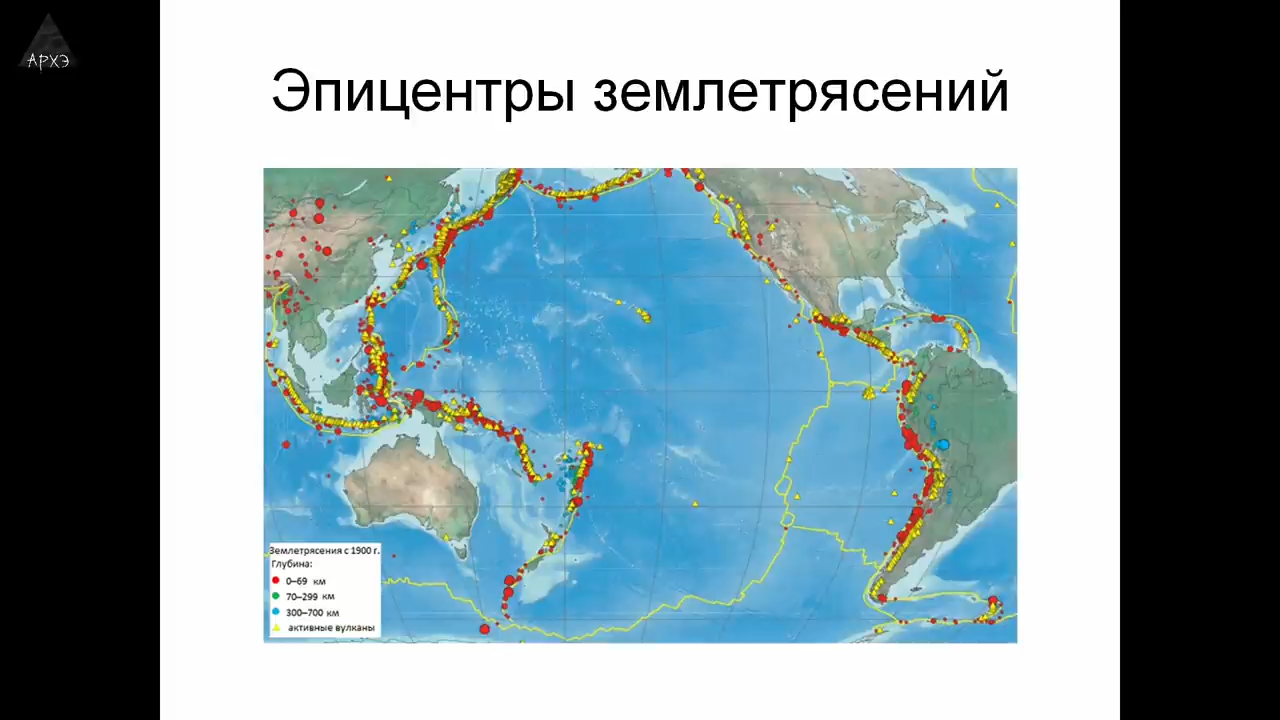 АРХЭ
Эпицентры землетрясений
Землетрясения с 1900 г.
Глубина:
0–69 км
70–299 км
300–700 км
активные вулканы